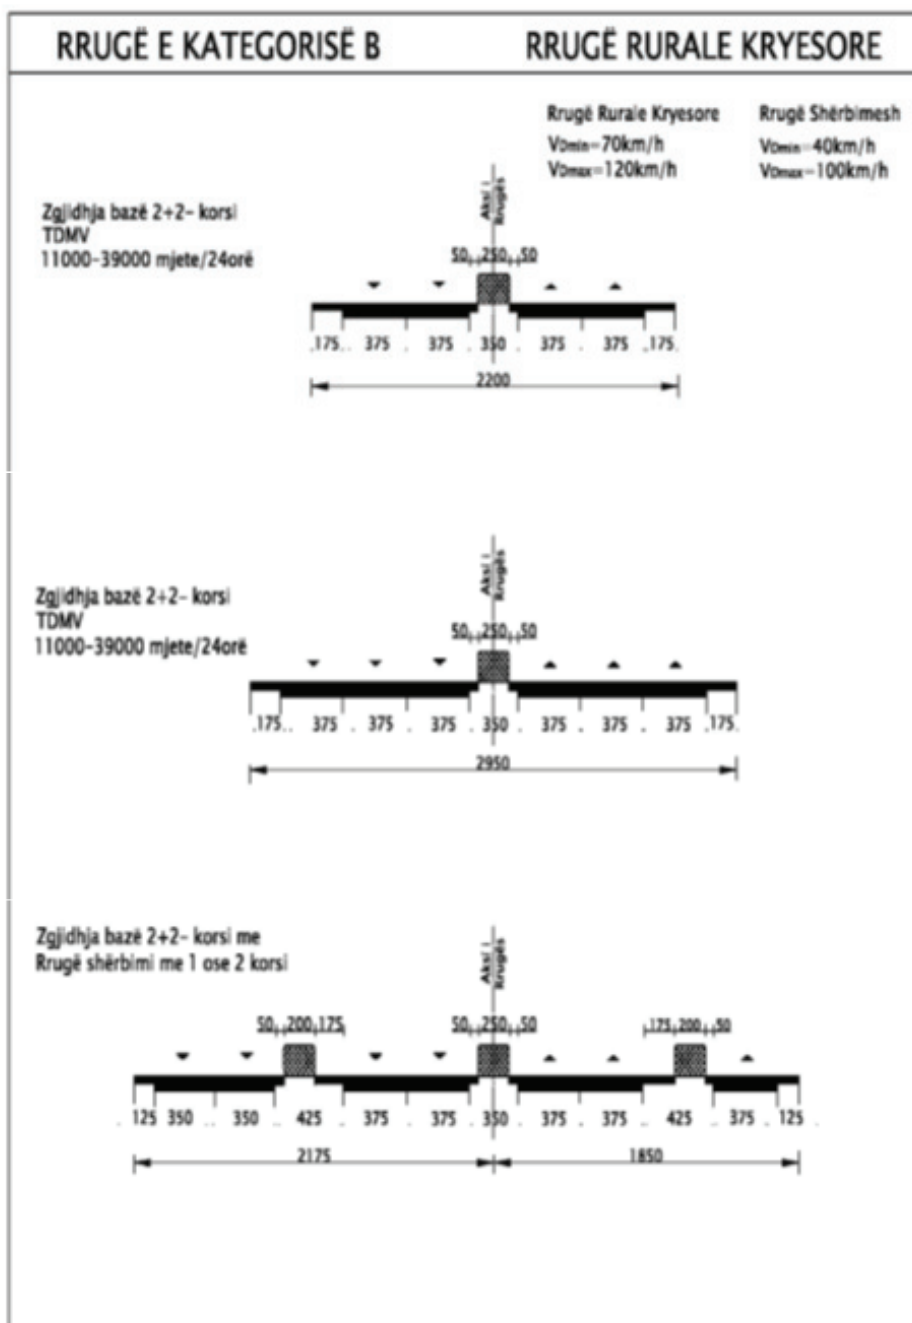 RRUGË E KATEGORISË B
RRUGË RURALE KRYESORE
Rrugë Rurale Kryesore
VDmin=70km/h
VDmax=120km/h
Rrugë Shërbimesh
VDmin=40km/h
VDmax=100km/h
Zgjidhja bazë 2+2- korsi
TDMV
11000-39000 mjete/24orë
Aksi i
Rrugës
50 250 50
175 375 375 350 375 375 175
2200
Zgjidhja bazë 2+2- korsi
TDMV
11000-39000 mjete/24orë
Aksi i
Rrugës
50 250 50
175 375 375 375 350 375 375 375 175
2950
Zgjidhja bazë 2+2- korsi me
Rrugë shërbimi me 1 ose 2 korsi
Aksi i
Rrugës
50 200 175 50 250 50 175 200 50
125 350 350 425 375 375 350 375 375 425 375 125
2175 1850